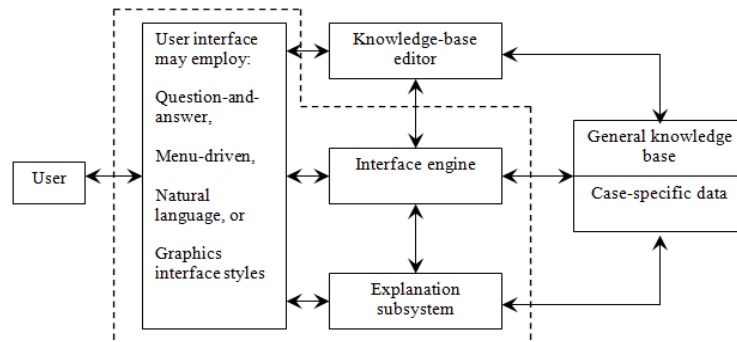 User
User interface
may employ:
Question-and-
answer,
Menu-driven,
Natural
language, or
Graphics
interface styles
Knowledge-base
editor
Interface engine
Explanation
subsystem
General knowledge
base
Case-specific data